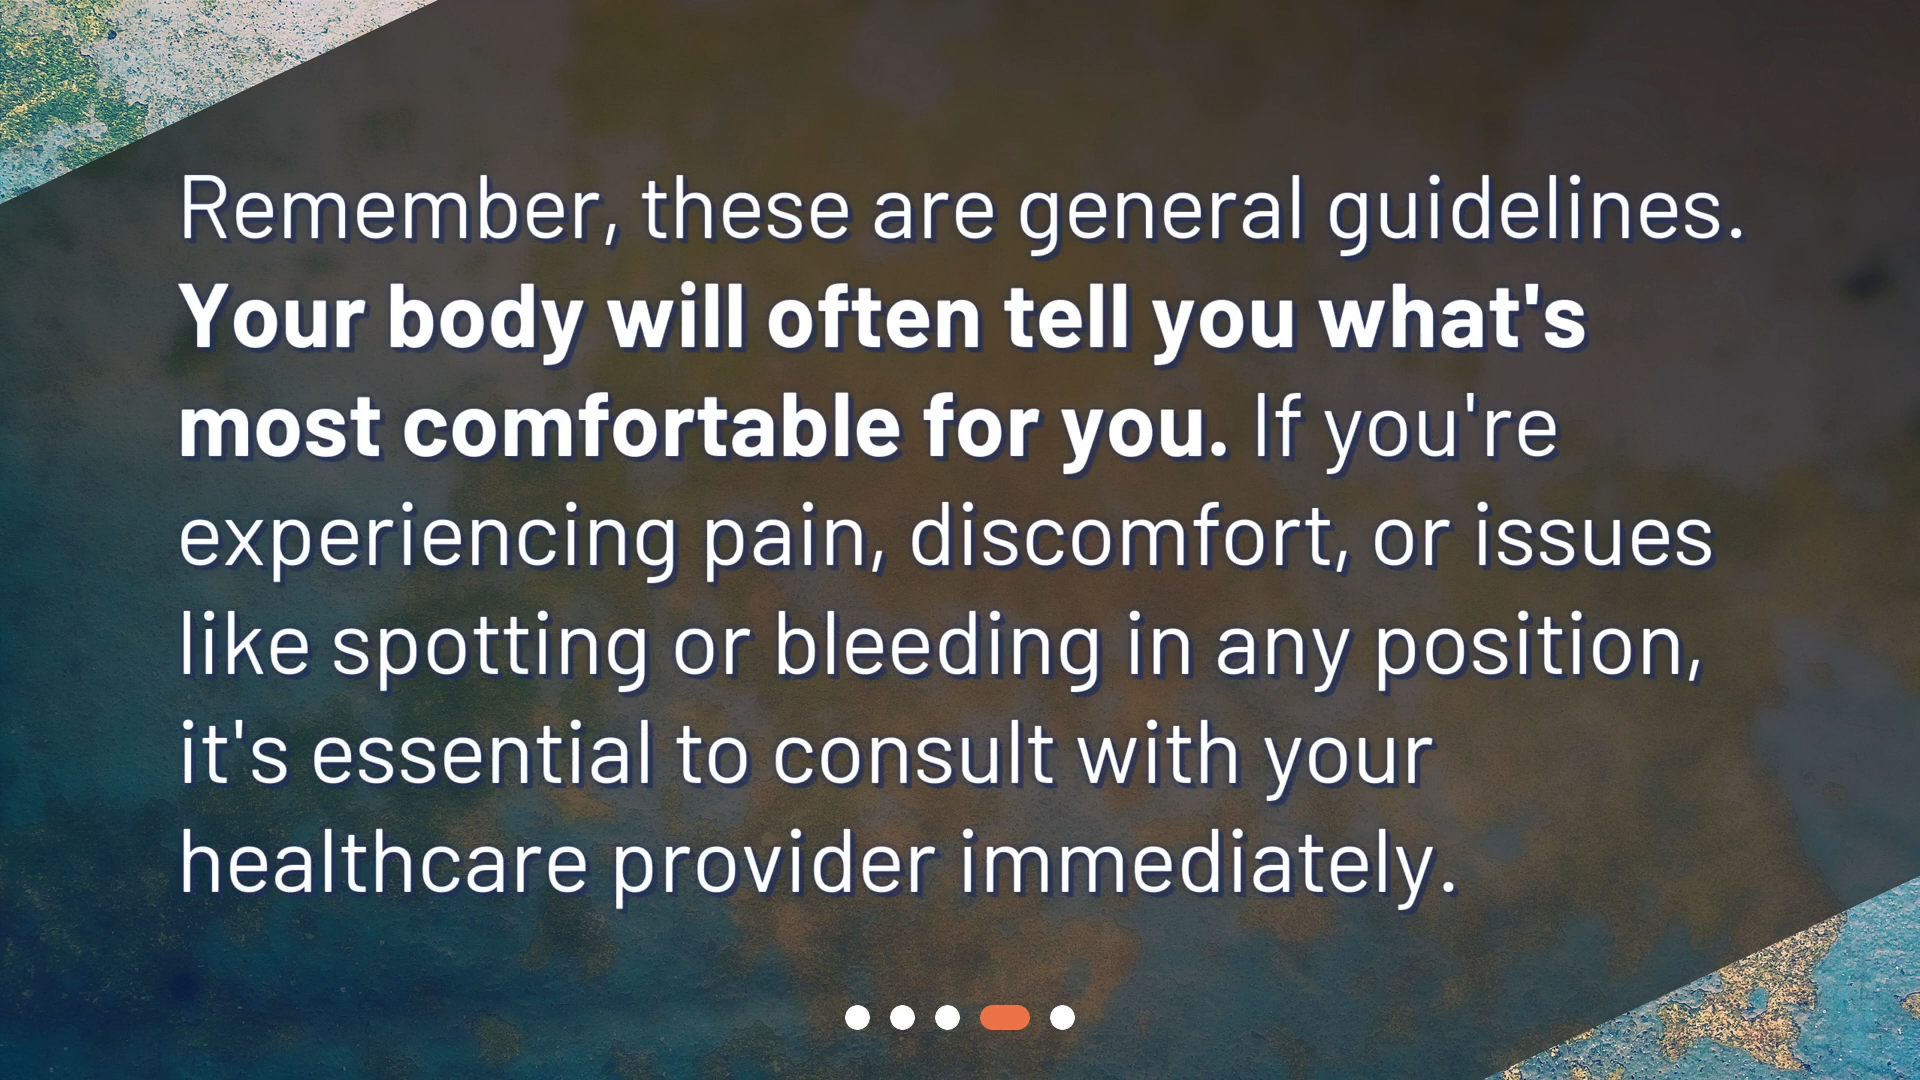 Remember, these are general guidelines.
Your body will often tell you what's
most comfortable for you. If you're
experiencing pain, discomfort, or issues
like spotting or bleeding in any position,
it's essential to consult with your
healthcare provider immediately.